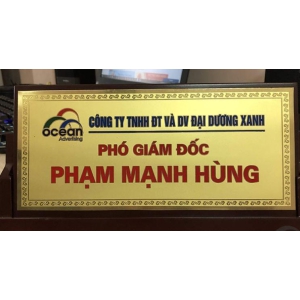 ocean
Advertising
CÔNG TY TNHH ĐT VÀ DV ĐẠI DƯƠNG XANH
PHÓ GIÁM ĐỐC
PHẠM MẠNH HÙNG